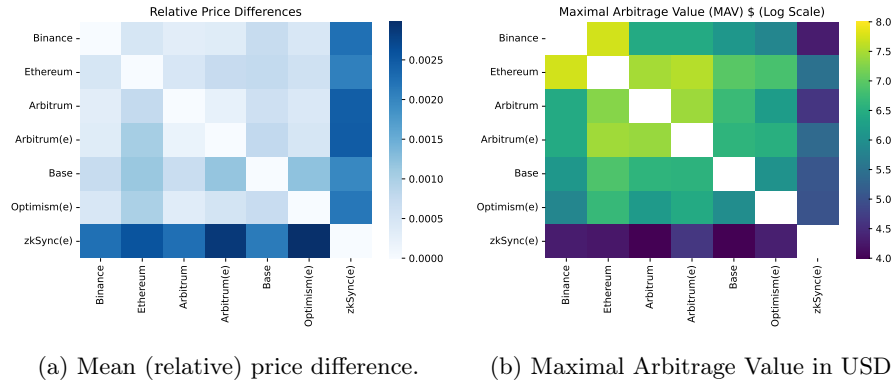 Relative Price Differences
Binance
Ethereum
Arbitrum
Arbitrum(e)
Base
Optimism(e)
zkSync(e)
Binance
Ethereum
Arbitrum
Arbitrum(e)
Base
Optimism(e)
zkSync(e)
0.0025
0.0020
0.0015
0.0010
0.0005
0.0000
(a) Mean (relative) price difference.
Maximal Arbitrage Value (MAV) $ (Log Scale)
Binance
Ethereum
Arbitrum
Arbitrum(e)
Base
Optimism(e)
zkSync(e)
Binance
Ethereum
Arbitrum
Arbitrum(e)
Base
Optimism(e)
zkSync(e)
8.0
7.5
7.0
6.5
6.0
5.5
5.0
4.5
4.0
(b) Maximal Arbitrage Value in USD